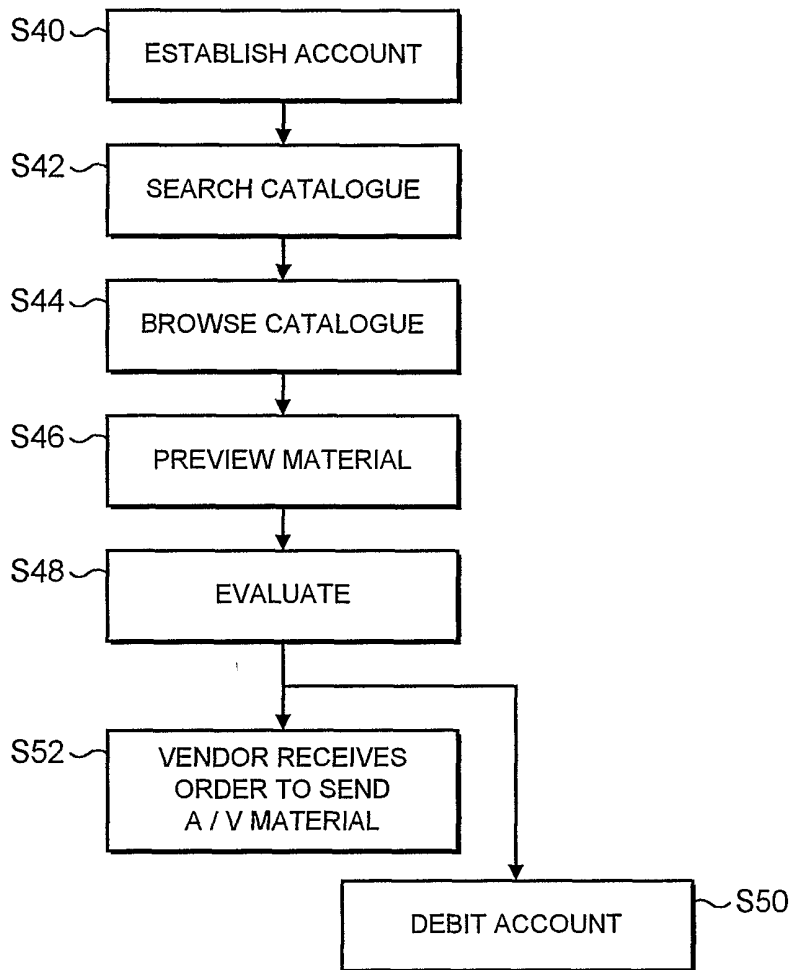 S40
ESTABLISH ACCOUNT
S42
SEARCH CATALOGUE
S44
BROWSE CATALOGUE
S46
PREVIEW MATERIAL
S48
EVALUATE
S52
VENDOR RECEIVES
ORDER TO SEND
A / V MATERIAL
S50
DEBIT ACCOUNT